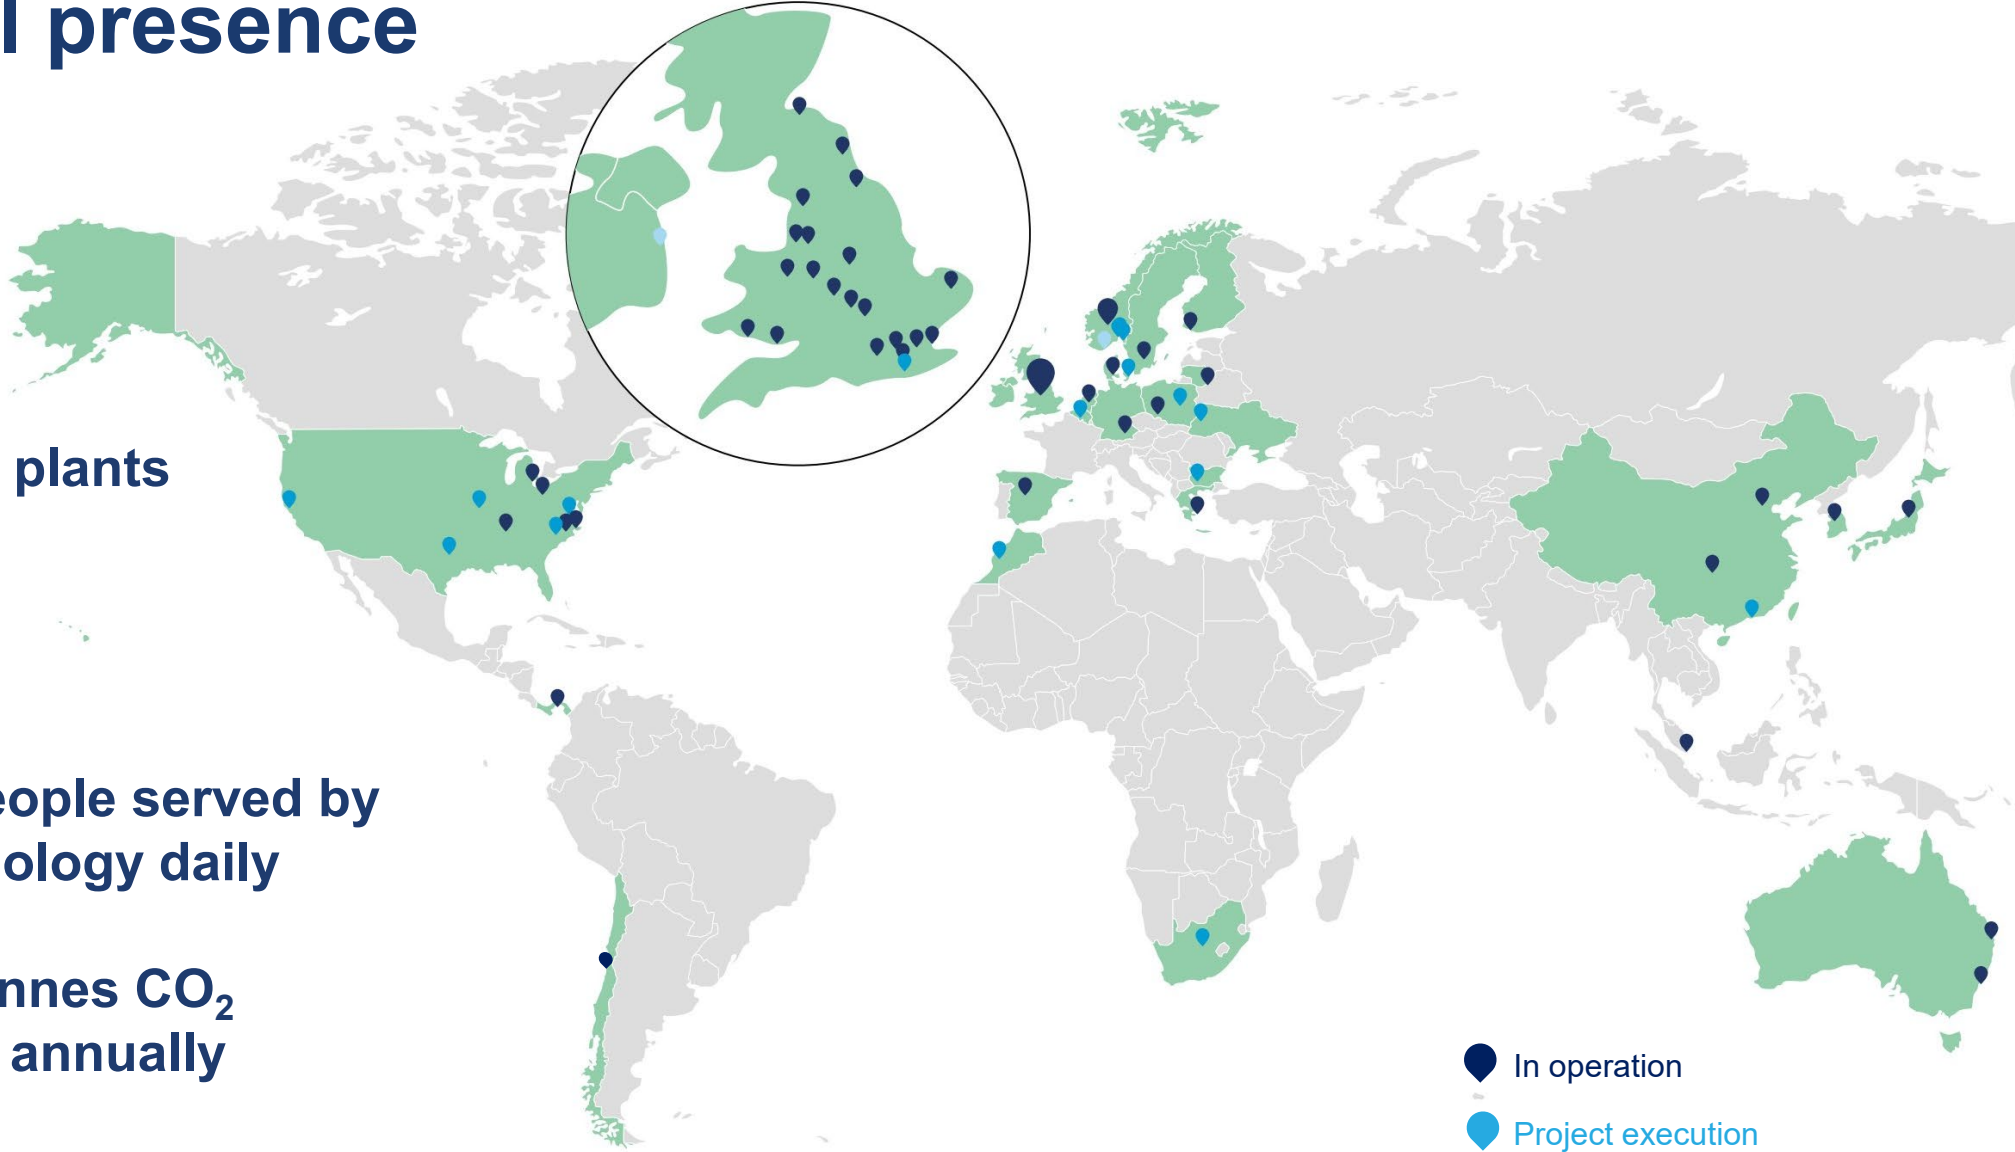 l presence
plants
eople served by
ology daily
nnes CO₂
annually
In operation
Project execution